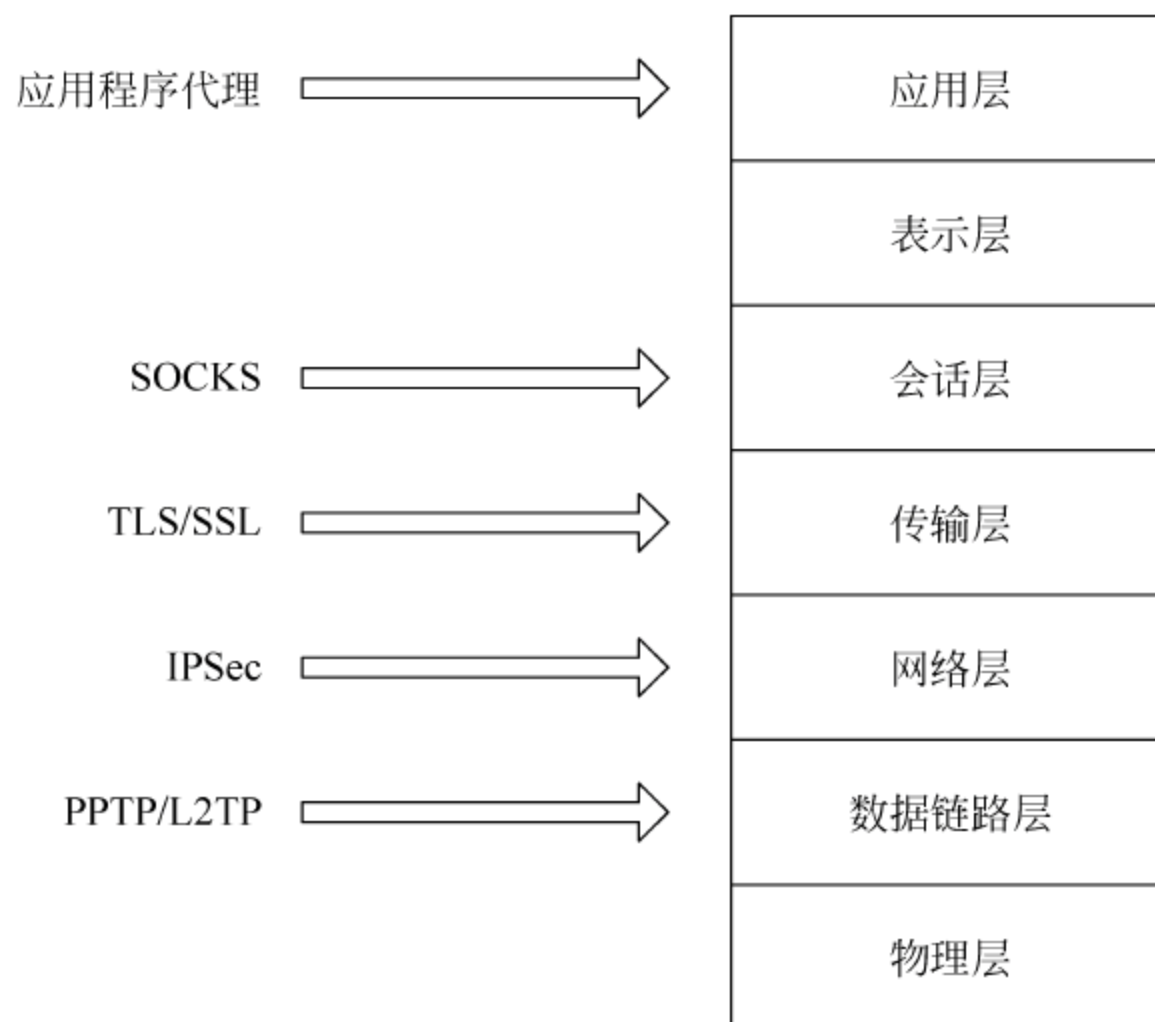 应用程序代理
应用层
表示层
SOCKS
会话层
TLS/SSL
传输层
IPSec
网络层
PPTP/L2TP
数据链路层
物理层